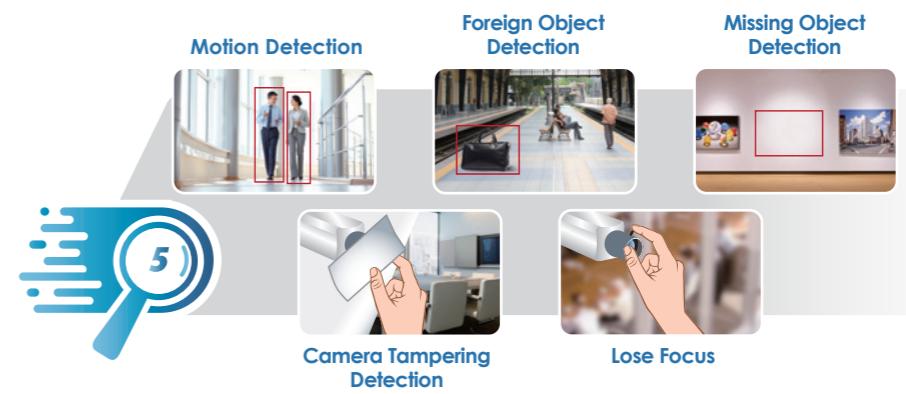 Motion Detection
Foreign Object
Detection
Missing Object
Detection
5
Camera Tampering
Detection
Lose Focus